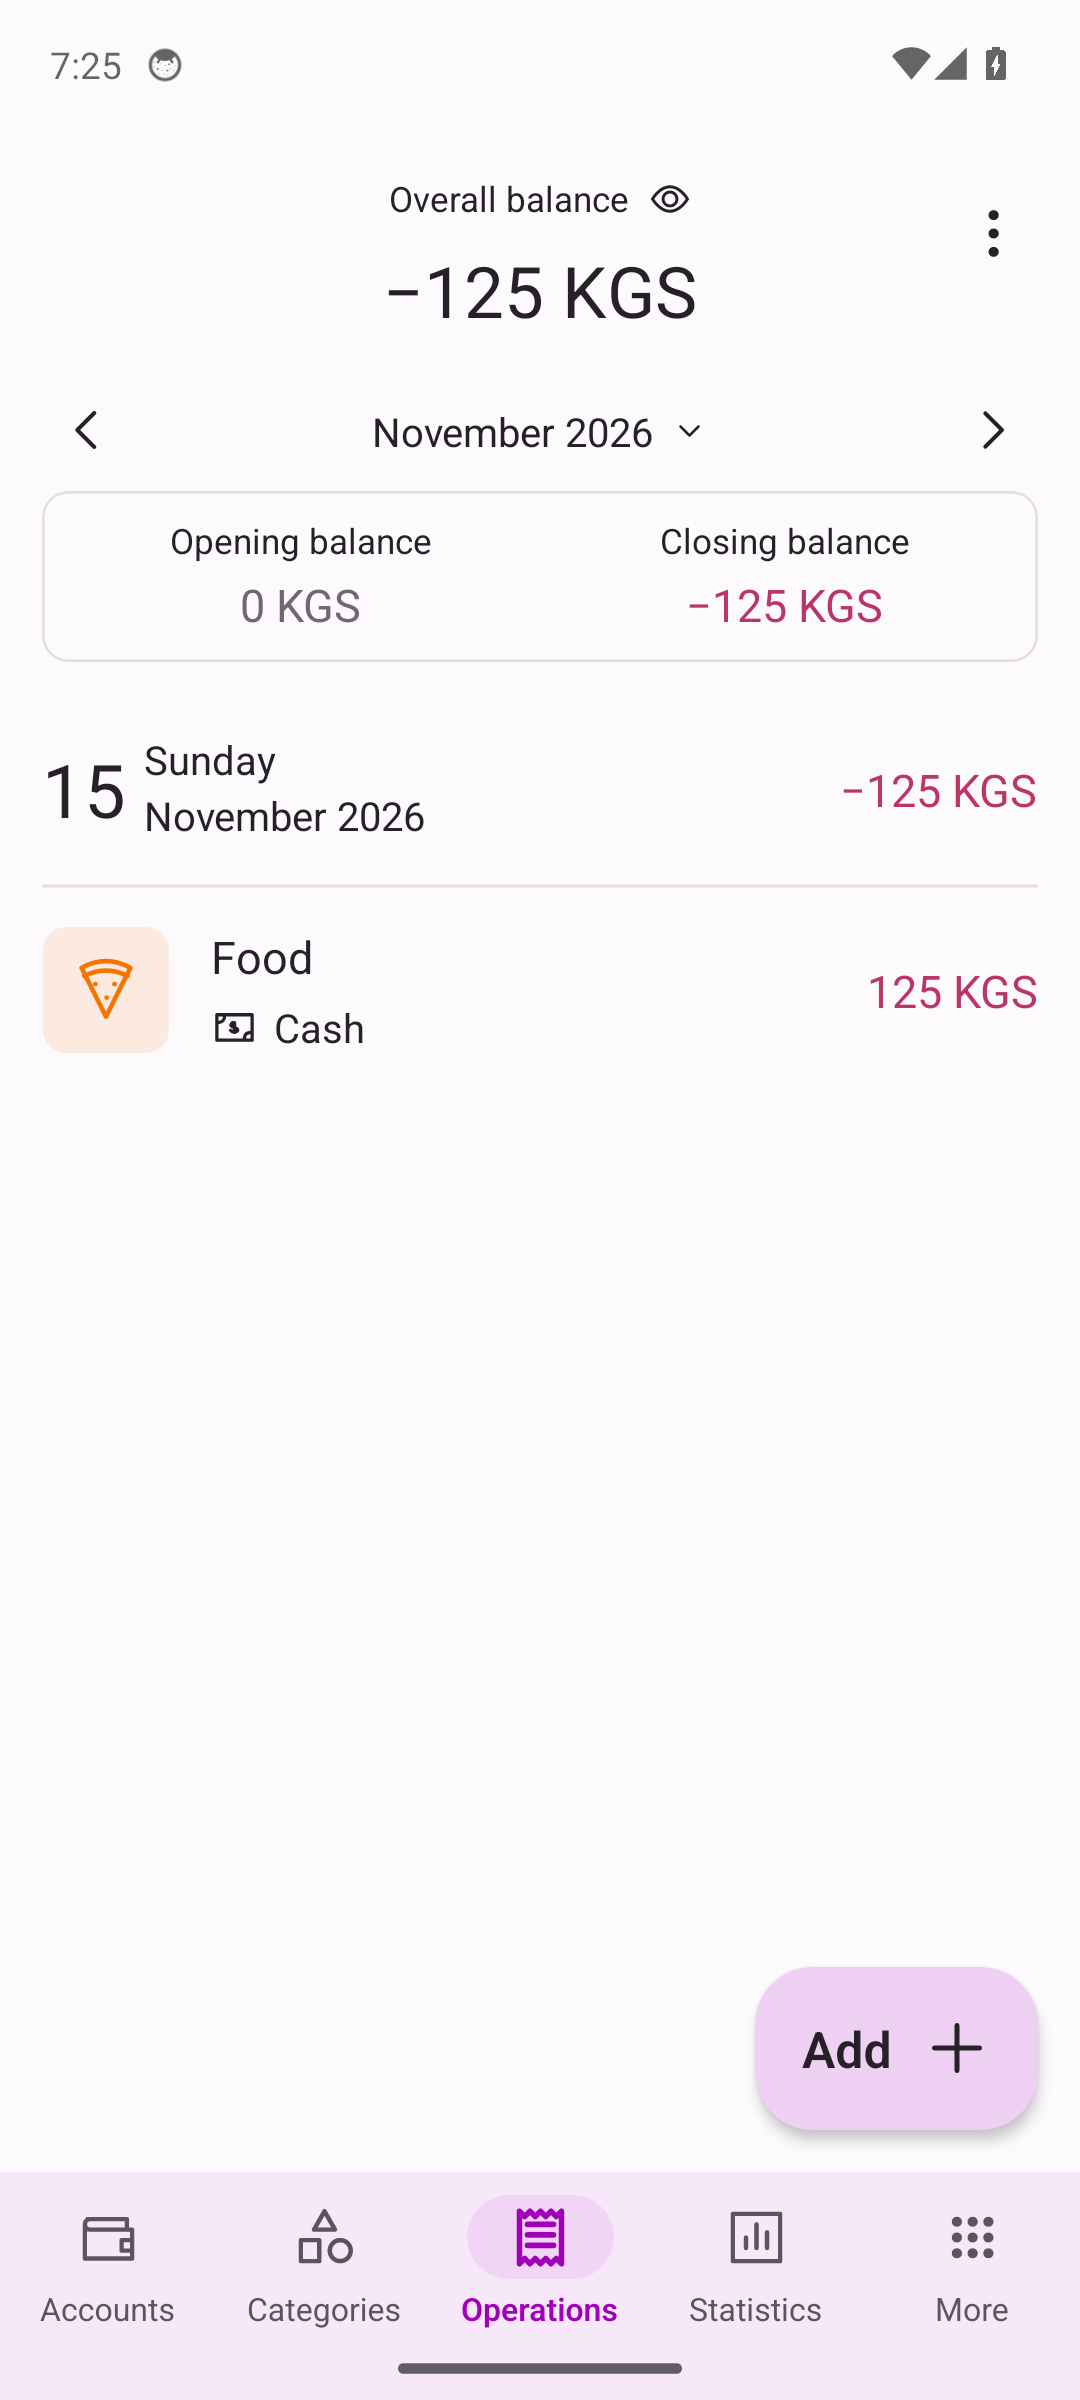 7:25
Overall balance
−125 KGS
November 2026
Opening balance
0 KGS
Closing balance
−125 KGS
15
Sunday
November 2026
−125 KGS
Food
Cash
125 KGS
Add
Accounts
Categories
Operations
Statistics
More